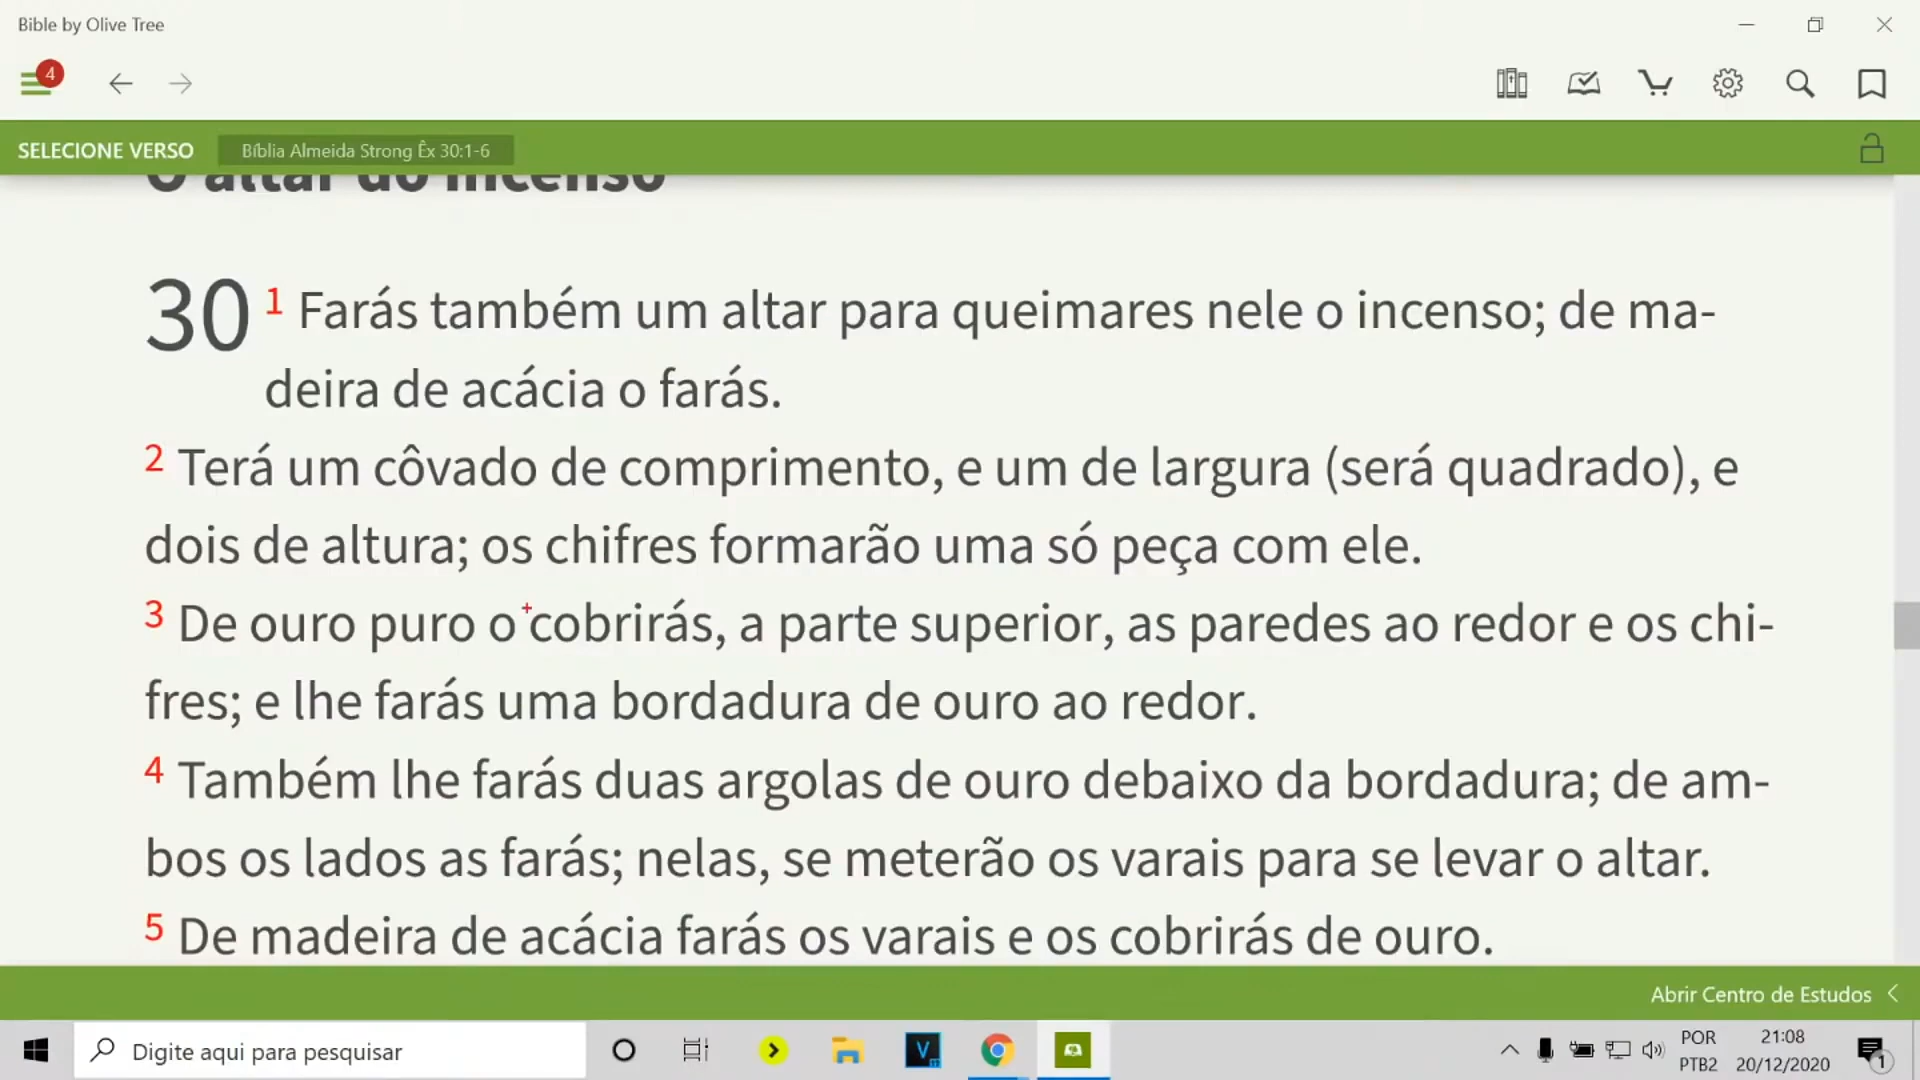 Bible by Olive Tree
4
SELECIONE VERSO Bíblia Almeida Strong Êx 30:1-6
O altar do incenso
30 1 Farás também um altar para queimares nele o incenso; de ma-
deira de acácia o farás.
2 Terá um côvado de comprimento, e um de largura (será quadrado), e
dois de altura; os chifres formarão uma só peça com ele.
3 De ouro puro o cobrirás, a parte superior, as paredes ao redor e os chi-
fres; e lhe farás uma bordadura de ouro ao redor.
4 Também lhe farás duas argolas de ouro debaixo da bordadura; de am-
bos os lados as farás; nelas, se meterão os varais para se levar o altar.
5 De madeira de acácia farás os varais e os cobrirás de ouro.
Abrir Centro de Estudos
Digite aqui para pesquisar
V
POR 21:08
PTB2 20/12/2020
1